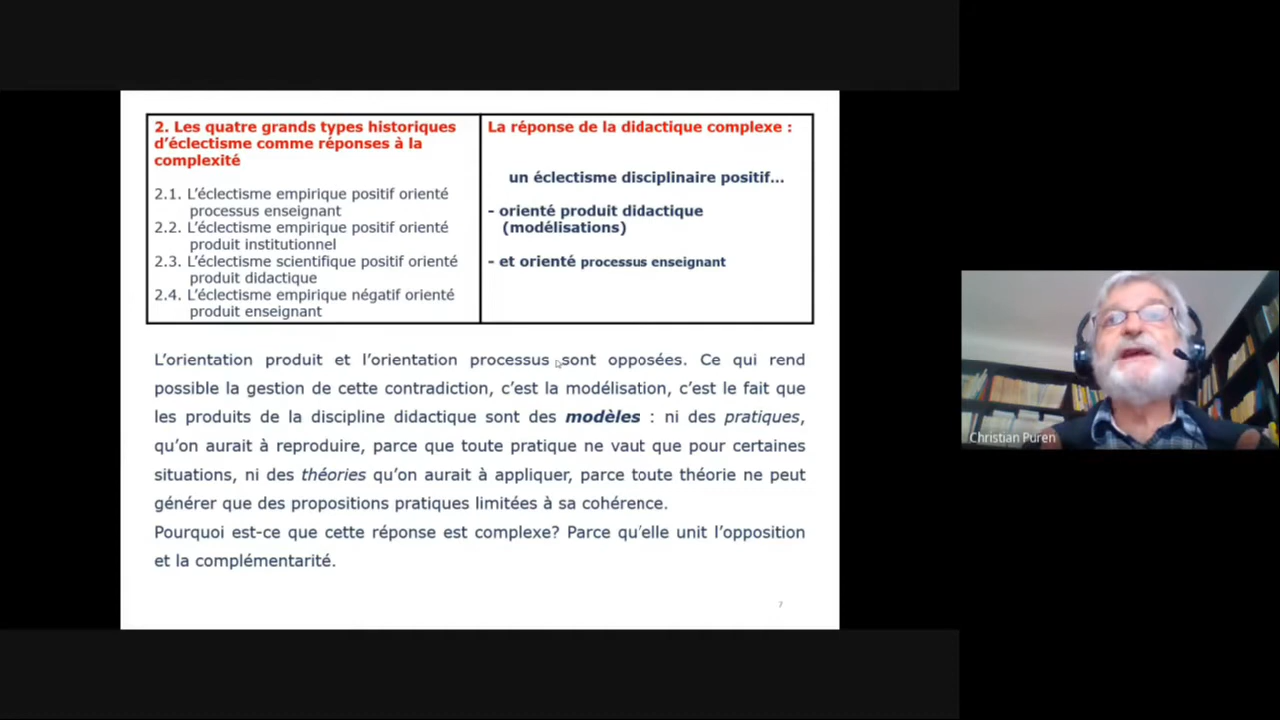 2. Les quatre grands types historiques
d’éclectisme comme réponses à la
complexité
2.1. L’éclectisme empirique positif orienté
processus enseignant
2.2. L’éclectisme empirique positif orienté
produit institutionnel
2.3. L’éclectisme scientifique positif orienté
produit didactique
2.4. L’éclectisme empirique négatif orienté
produit enseignant
La réponse de la didactique complexe :
un éclectisme disciplinaire positif...
- orienté produit didactique
(modélisations)
- et orienté processus enseignant
L’orientation produit et l’orientation processus sont opposées. Ce qui rend
possible la gestion de cette contradiction, c’est la modélisation, c’est le fait que
les produits de la discipline didactique sont des modèles : ni des pratiques,
qu’on aurait à reproduire, parce que toute pratique ne vaut que pour certaines
situations, ni des théories qu’on aurait à appliquer, parce toute théorie ne peut
générer que des propositions pratiques limitées à sa cohérence.
Pourquoi est-ce que cette réponse est complexe? Parce qu’elle unit l’opposition
et la complémentarité.
7
Christian Puren